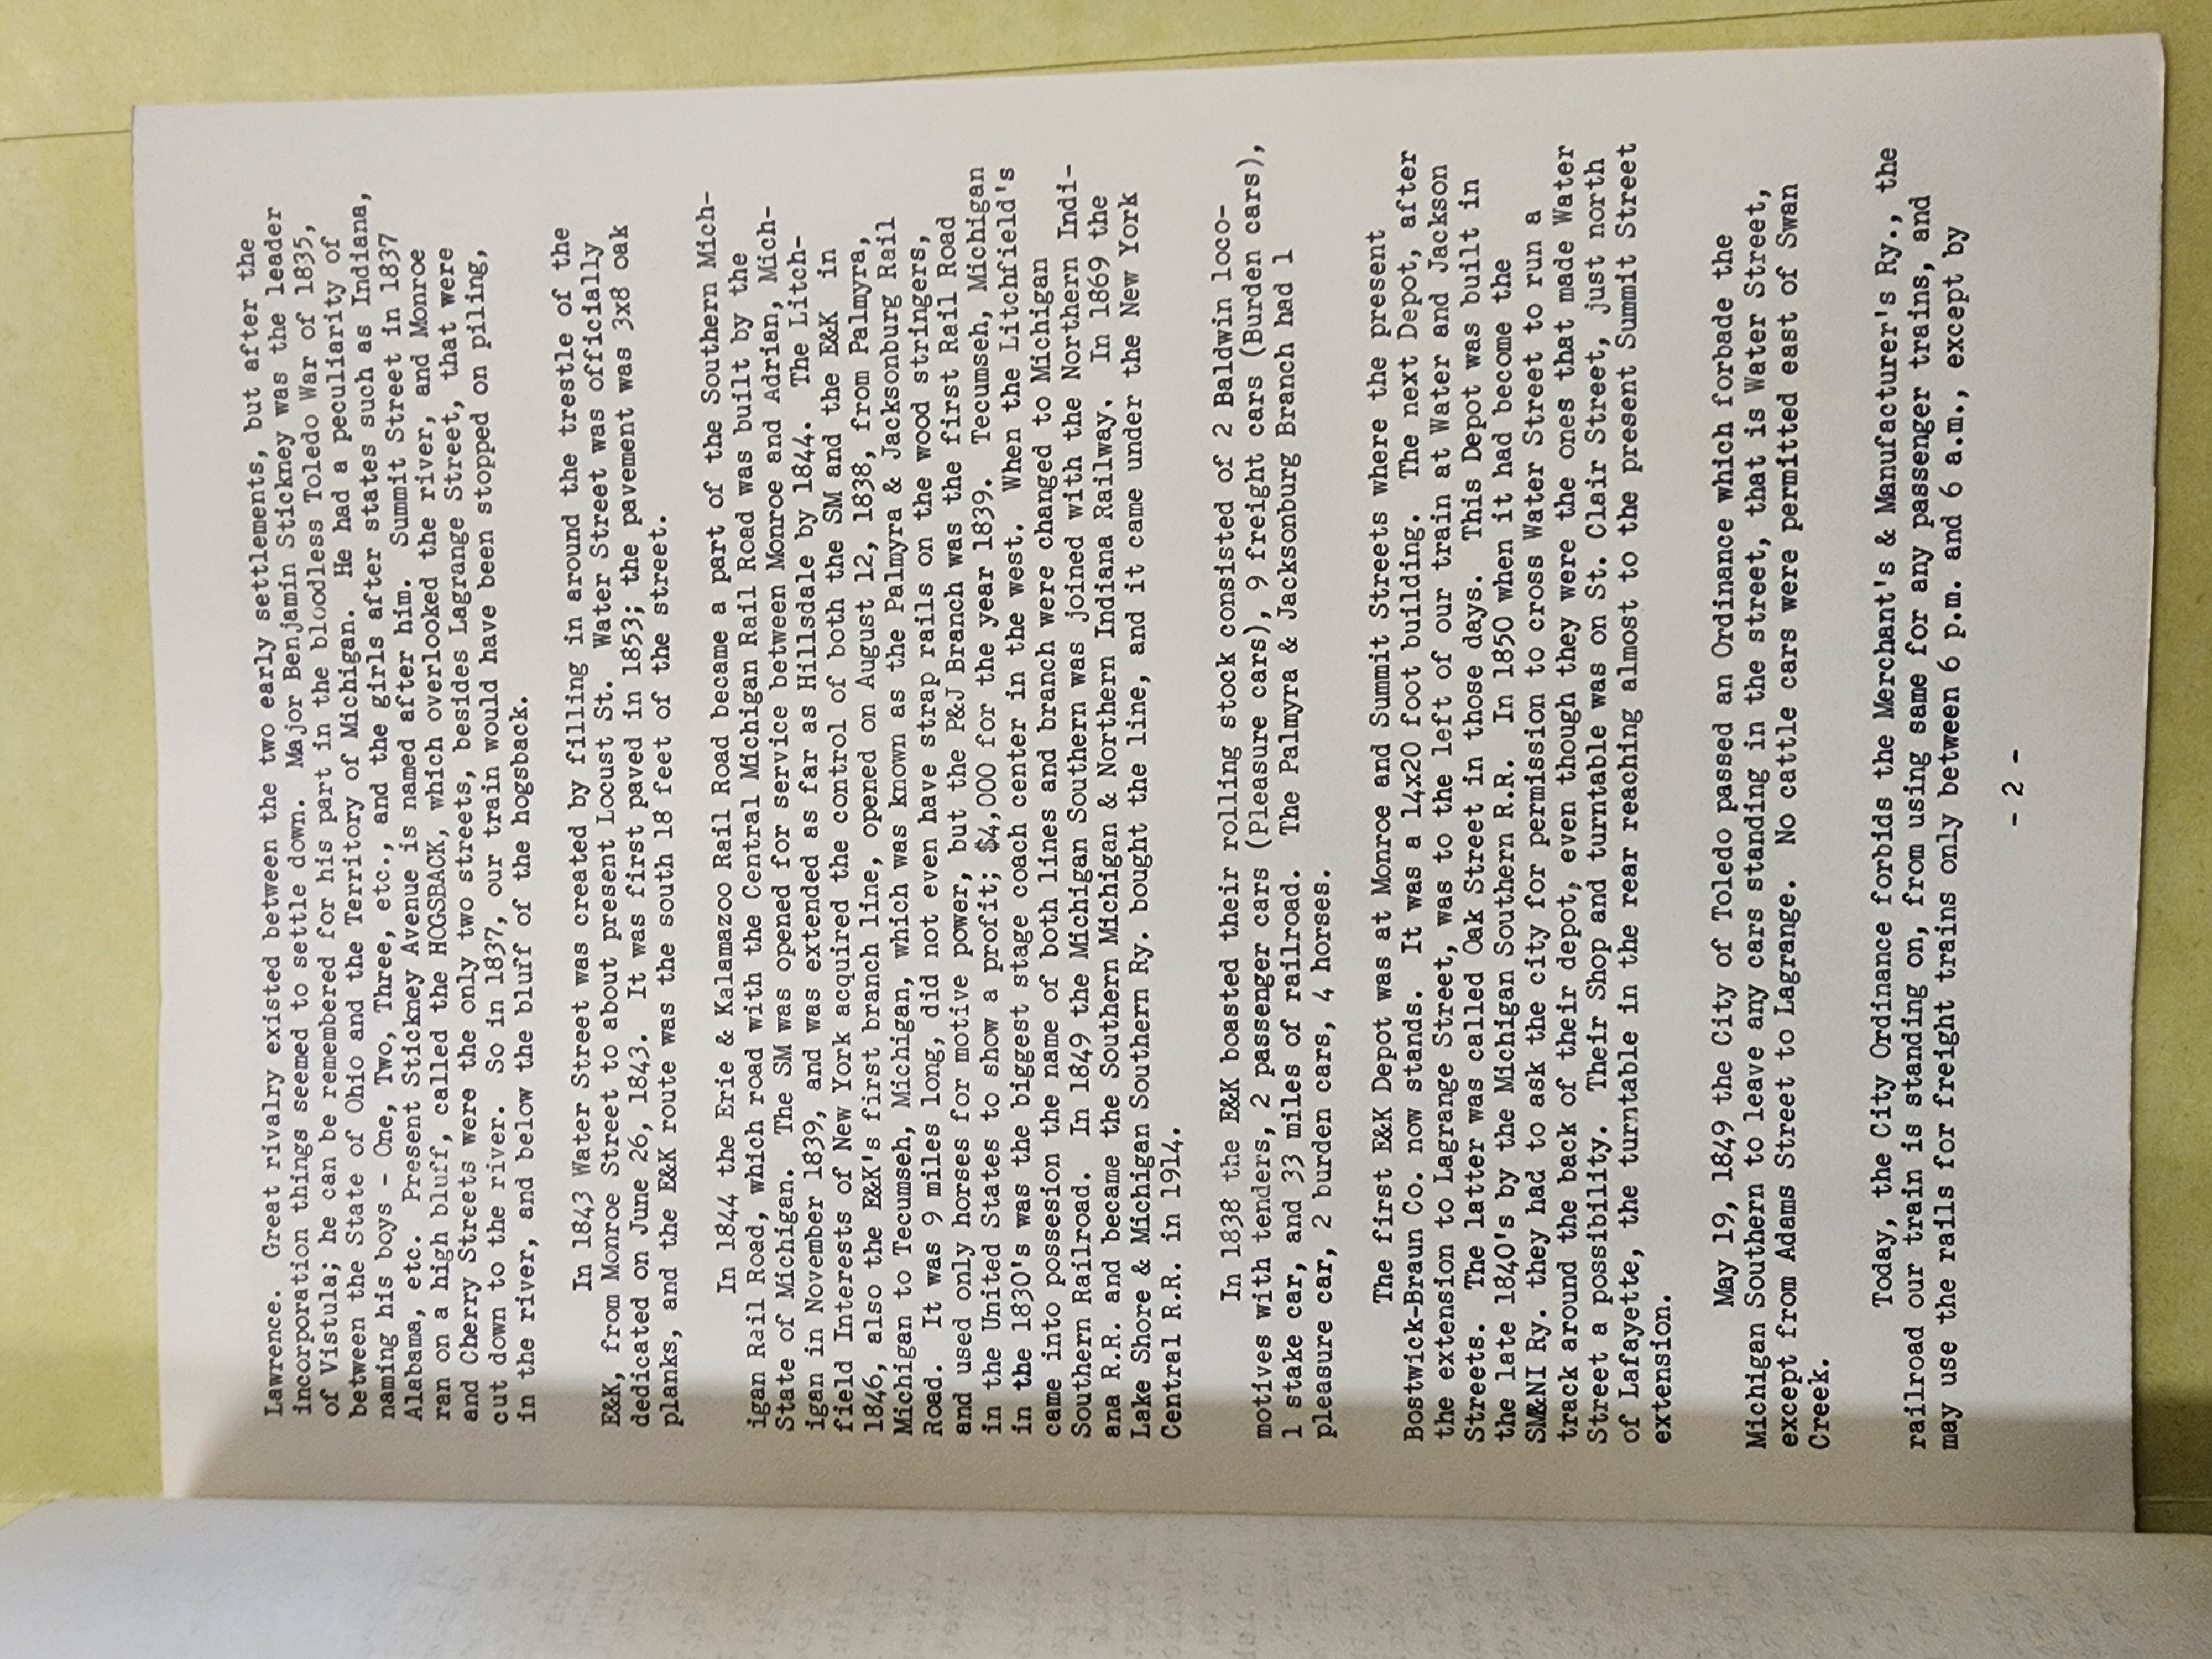 Lawrence. Great rivalry existed between the two early settlements, but after the
incorporation things seemed to settle down. Major Benjamin Stickney was the leader
of Vistula; he can be remembered for his part in the bloodless Toledo War of 1835,
between the State of Ohio and the Territory of Michigan. He had a peculiarity of
naming his boys - One, Two, Three, etc., and the girls after states such as Indiana,
Alabama, etc. Present Stickney Avenue is named after him. Summit Street in 1837
ran on a high bluff, called the HOGSBACK, which overlooked the river, and Monroe
and Cherry Streets were the only two streets, besides Lagrange Street, that were
cut down to the river. So in 1837, our train would have been stopped on piling,
in the river, and below the bluff of the hogsback.
In 1843 Water Street was created by filling in around the trestle of the
E&K, from Monroe Street to about present Locust St. Water Street was officially
dedicated on June 26, 1843. It was first paved in 1853; the pavement was 3x8 oak
planks, and the E&K route was the south 18 feet of the street.
In 1844 the Erie & Kalamazoo Rail Road became a part of the Southern Mich-
igan Rail Road, which road with the Central Michigan Rail Road was built by the
State of Michigan. The SM was opened for service between Monroe and Adrian, Mich-
igan in November 1839, and was extended as far as Hillsdale by 1844. The Litch-
field Interests of New York acquired the control of both the SM and the E&K in
1846, also the E&K's first branch line, opened on August 12, 1838, from Palmyra,
Michigan to Tecumseh, Michigan, which was known as the Palmyra & Jacksonburg Rail
Road. It was 9 miles long, did not even have strap rails on the wood stringers,
and used only horses for motive power, but the P&J Branch was the first Rail Road
in the United States to show a profit; $4,000 for the year 1839. Tecumseh, Michigan
in the 1830's was the biggest stage coach center in the west. When the Litchfield's
came into possesion the name of both lines and branch were changed to Michigan
Southern Railroad. In 1849 the Michigan Southern was joined with the Northern Indi-
ana R.R. and became the Southern Michigan & Northern Indiana Railway. In 1869 the
Lake Shore & Michigan Southern Ry. bought the line, and it came under the New York
Central R.R. in 1914.
In 1838 the E&K boasted their rolling stock consisted of 2 Baldwin loco-
motives with tenders, 2 passenger cars (Pleasure cars), 9 freight cars (Burden cars),
1 stake car, and 33 miles of railroad. The Palmyra & Jacksonburg Branch had 1
pleasure car, 2 burden cars, 4 horses.
The first E&K Depot was at Monroe and Summit Streets where the present
Bostwick-Braun Co. now stands. It was a 14x20 foot building. The next Depot, after
the extension to Lagrange Street, was to the left of our train at Water and Jackson
Streets. The latter was called Oak Street in those days. This Depot was built in
the late 1840's by the Michigan Southern R.R. In 1850 when it had become the
SM&NI Ry. they had to ask the city for permission to cross Water Street to run a
track around the back of their depot, even though they were the ones that made Water
Street a possibility. Their Shop and turntable was on St. Clair Street, just north
of Lafayette, the turntable in the rear reaching almost to the present Summit Street
extension.
May 19, 1849 the City of Toledo passed an Ordinance which forbade the
Michigan Southern to leave any cars standing in the street, that is Water Street,
except from Adams Street to Lagrange. No cattle cars were permitted east of Swan
Creek.
Today, the City Ordinance forbids the Merchant's & Manufacturer's Ry., the
railroad our train is standing on, from using same for any passenger trains, and
may use the rails for freight trains only between 6 p.m. and 6 a.m., except by
- 2 -